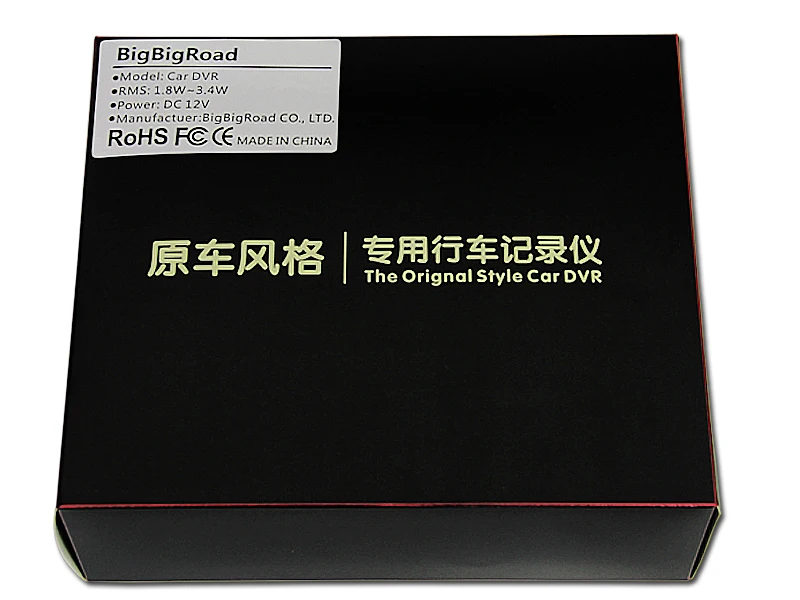 BigBigRoad
●Model: Car DVR
●RMS: 1.8W~3.4W
●Power: DC 12V
●Manufactuer:BigBigRoad CO., LTD.
RoHS FC CE MADE IN CHINA
原车风格
专用行车记录仪
The Orignal Style Car DVR